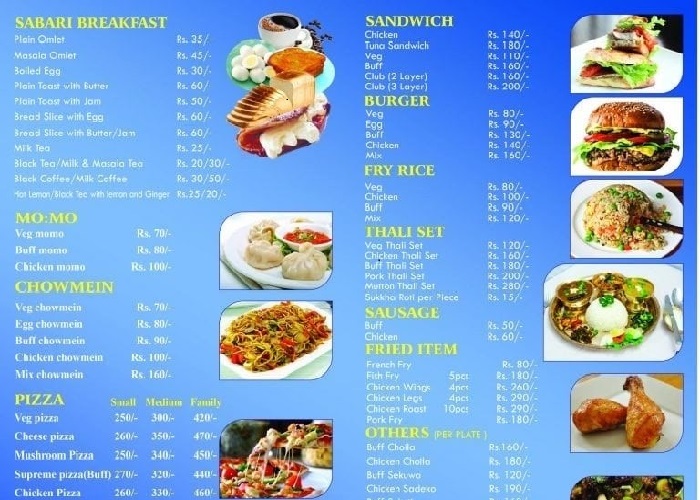 SABARI BREAKFAST
Plain Omlet Rs. 35/-
Masala Omlet Rs. 45/-
Boiled Egg Rs. 30/-
Plain Toast with Butter Rs. 60/-
Plain Toast with Jam Rs. 50/-
Bread Slice with Egg Rs. 60/-
Bread Slice with Butter/Jam Rs. 60/-
Milk Tea Rs. 25/-
Black Tea/Milk & Masala Tea Rs. 20/30/-
Black Coffee/Milk Coffee Rs. 30/50/-
Hot Lemon/Black Tea with lemon and Ginger Rs.25/20/-
MO:MO
Veg momo Rs. 70/-
Buff momo Rs. 80/-
Chicken momo Rs. 100/-
CHOWMEIN
Veg chowmein Rs. 70/-
Egg chowmein Rs. 80/-
Buff chowmein Rs. 90/-
Chicken chowmein Rs. 100/-
Mix chowmein Rs. 160/-
PIZZA Small Medium Family
Veg pizza 250/- 300/- 420/-
Cheese pizza 260/- 350/- 470/-
Mushroom Pizza 250/- 340/- 450/-
Supreme pizza(Buff) 270/- 320/- 440/-
Chicken Pizza 260/- 330/- 460/-
SANDWICH
Chicken Rs. 140/-
Tuna Sandwich Rs. 180/-
Veg Rs. 110/-
Buff Rs. 160/-
Club (2 Layer) Rs. 160/-
Club (3 Layer) Rs. 200/-
BURGER
Veg Rs. 80/-
Egg Rs. 90/-
Buff Rs. 130/-
Chicken Rs. 140/-
Mix Rs. 160/-
FRY RICE
Veg Rs. 80/-
Chicken Rs. 100/-
Buff Rs. 90/-
Mix Rs. 120/-
THALI SET
Veg Thali Set Rs. 120/-
Chicken Thali Set Rs. 160/-
Buff Thali Set Rs. 180/-
Pork Thali Set Rs. 200/-
Mutton Thali Set Rs. 280/-
Sukkha Roti per Piece Rs. 15/-
SAUSAGE
Buff Rs. 50/-
Chicken Rs. 60/-
FRIED ITEM
French Fry Rs. 80/-
Fish Fry 5pcs Rs. 180/-
Chicken Wings 4pcs Rs. 260/-
Chicken Legs 4pcs Rs. 290/-
Chicken Roast 10pcs Rs. 290/-
Pork Fry Rs. 180/-
OTHERS (PER PLATE)
Buff Choila Rs 160/-
Chicken Choila Rs. 180/-
Buff Sekuwa Rs. 120/-
Chicken Sadeko Rs. 190/-